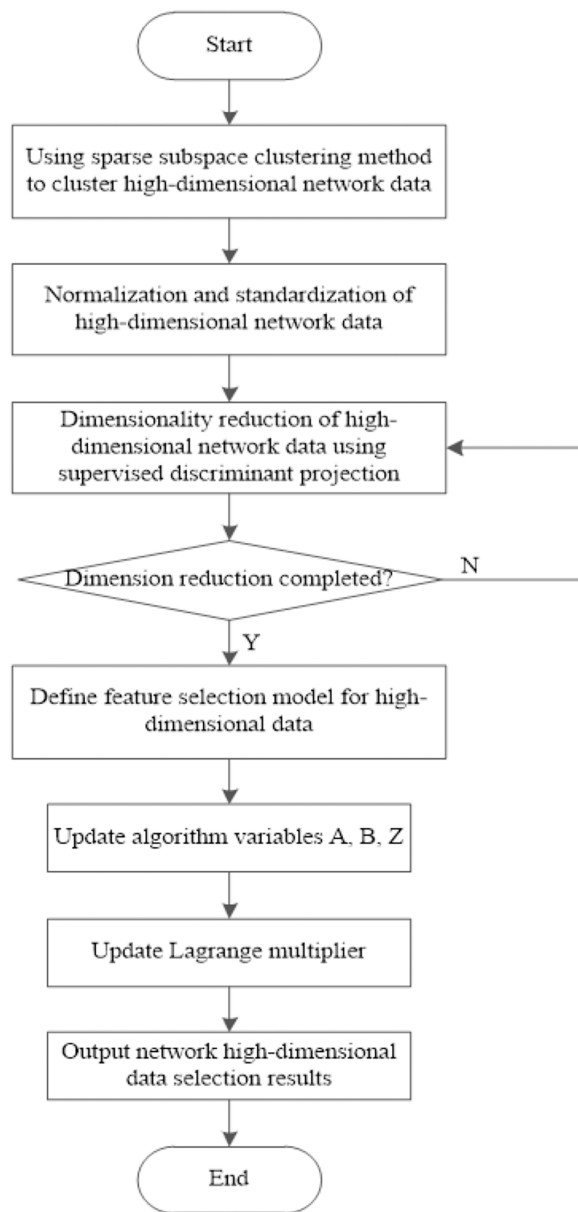 Start
Using sparse subspace clustering method
to cluster high-dimensional network data
Normalization and standardization of
high-dimensional network data
Dimensionality reduction of high-
dimensional network data using
supervised discriminant projection
Dimension reduction completed?
N
Y
Define feature selection model for high-
dimensional data
Update algorithm variables A, B, Z
Update Lagrange multiplier
Output network high-dimensional
data selection results
End